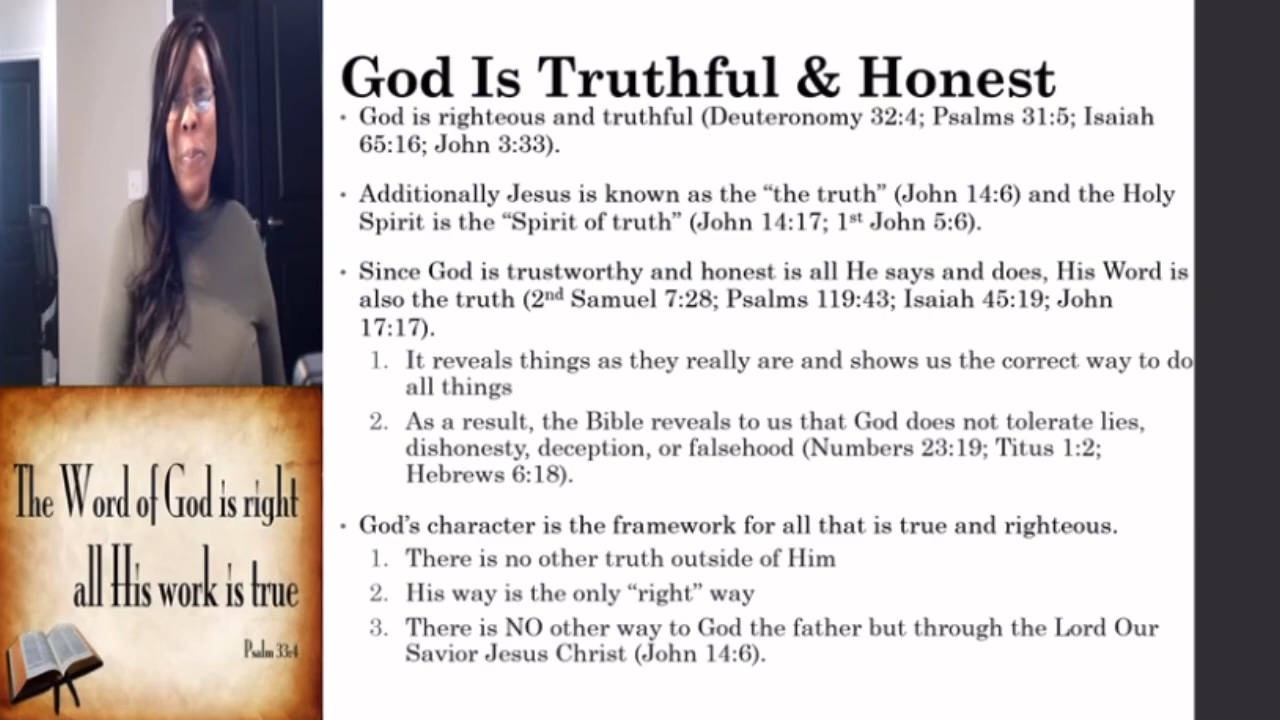 God Is Truthful & Honest
• God is righteous and truthful (Deuteronomy 32:4; Psalms 31:5; Isaiah
65:16; John 3:33).
• Additionally Jesus is known as the “the truth” (John 14:6) and the Holy
Spirit is the “Spirit of truth” (John 14:17; 1st John 5:6).
• Since God is trustworthy and honest is all He says and does, His Word is
also the truth (2nd Samuel 7:28; Psalms 119:43; Isaiah 45:19; John
17:17).
1. It reveals things as they really are and shows us the correct way to do
all things
2. As a result, the Bible reveals to us that God does not tolerate lies,
dishonesty, deception, or falsehood (Numbers 23:19; Titus 1:2;
Hebrews 6:18).
• God’s character is the framework for all that is true and righteous.
1. There is no other truth outside of Him
2. His way is the only “right” way
3. There is NO other way to God the father but through the Lord Our
Savior Jesus Christ (John 14:6).
The Word of God is right
all His work is true
Psalm 33:4